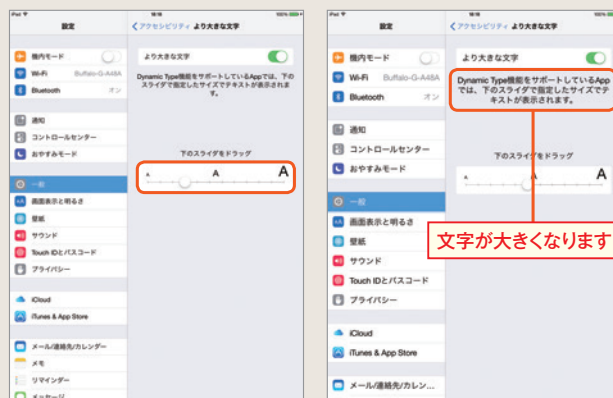 iPad
18:18
100%
設定
アクセシビリティ より大きな文字
機内モード
Wi-Fi Buffalo-G-A48A
Bluetooth オン
通知
コントロールセンター
おやすみモード
一般
画面表示と明るさ
壁紙
サウンド
Touch IDとパスコード
プライバシー
iCloud
iTunes & App Store
メール/連絡先/カレンダー
メモ
リマインダー
メッセージ
より大きな文字
Dynamic Type機能をサポートしているAppでは、下の
スライダで指定したサイズでテキストが表示されま
す。
下のスライダをドラッグ
A A A
iPad
18:18
100%
設定
アクセシビリティ より大きな文字
機内モード
Wi-Fi Buffalo-G-A48A
Bluetooth オン
通知
コントロールセンター
おやすみモード
一般
画面表示と明るさ
壁紙
サウンド
Touch IDとパスコード
プライバシー
iCloud
iTunes & App Store
メール/連絡先/カレン...
より大きな文字
Dynamic Type機能をサポートしているApp
では、下のスライダで指定したサイズでテ
キストが表示されます。
下のスライダをドラッグ
A A A
文字が大きくなります